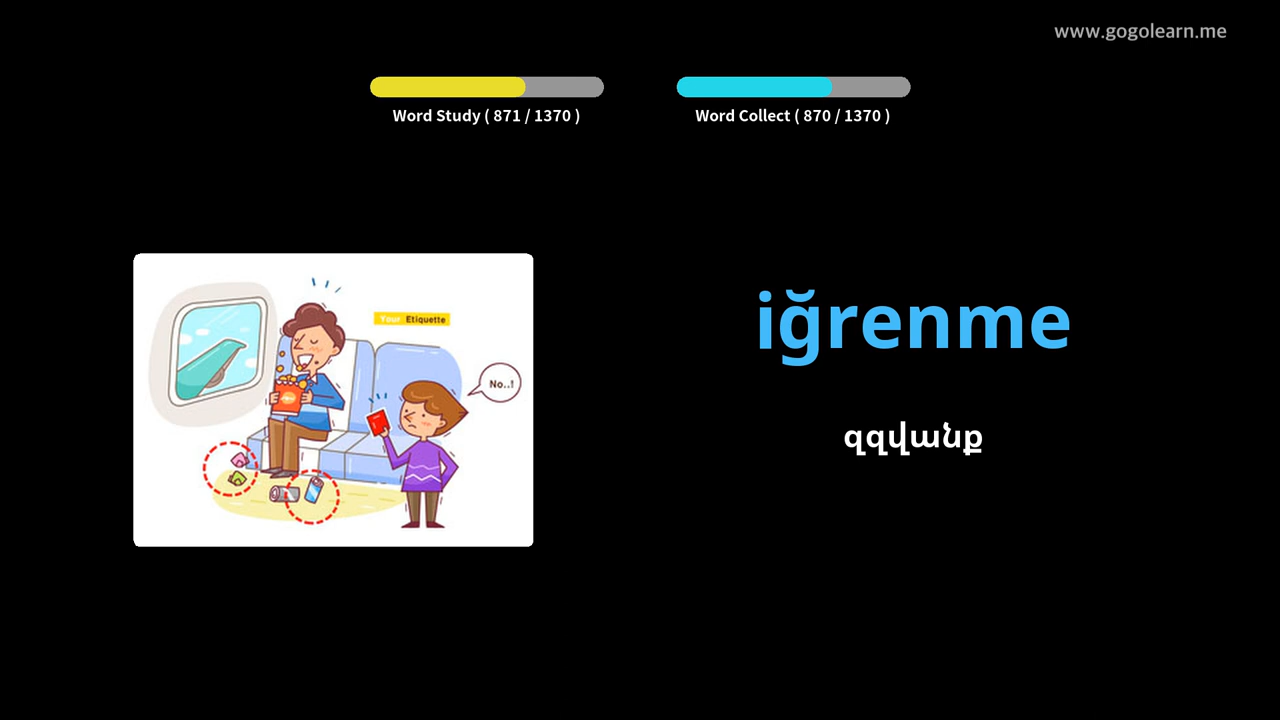 www.gogolearn.me
Word Study ( 871 / 1370 )
Word Collect ( 870 / 1370 )
Your Etiquette
No..!
iğrenme
զզվանք